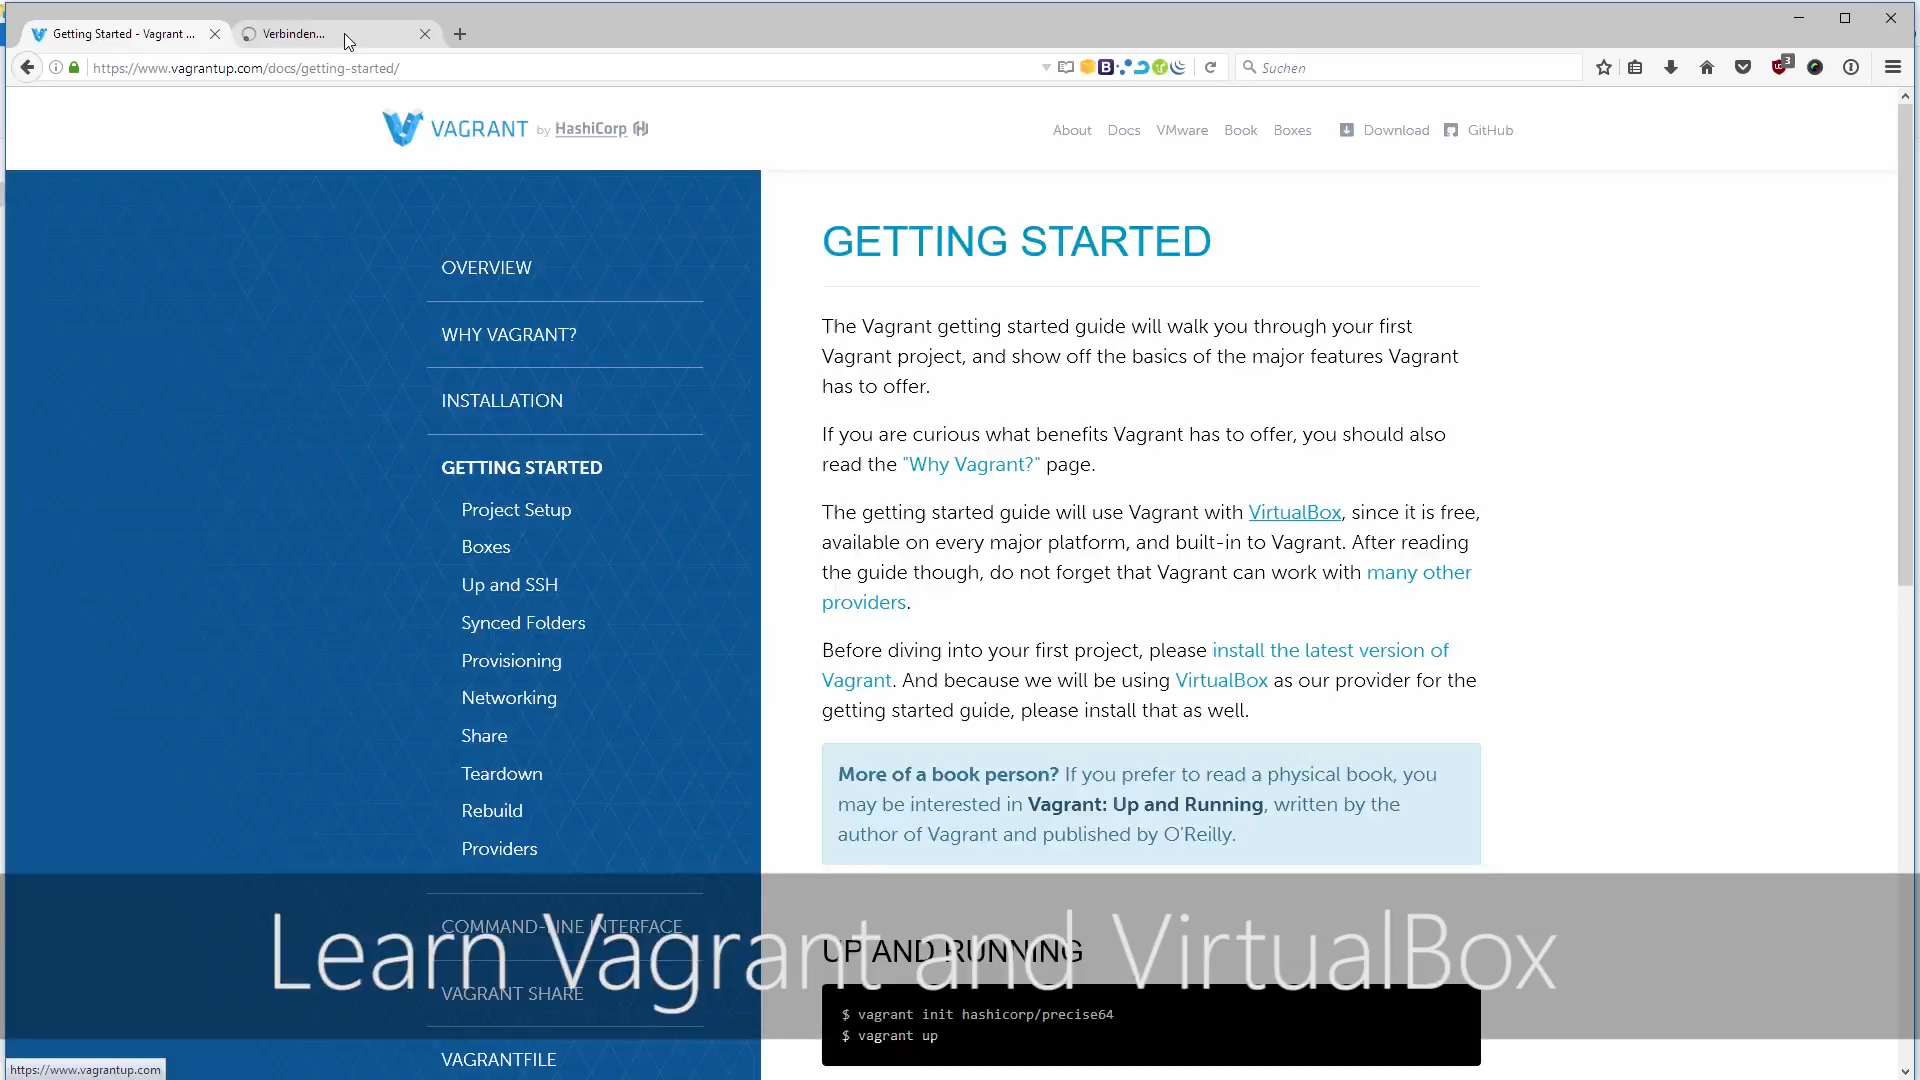 Getting Started - Vagrant ...
Verbinden...
https://www.vagrantup.com/docs/getting-started/
Suchen
3
VAGRANT by HashiCorp
About Docs VMware Book Boxes Download GitHub
OVERVIEW
WHY VAGRANT?
INSTALLATION
GETTING STARTED
Project Setup
Boxes
Up and SSH
Synced Folders
Provisioning
Networking
Share
Teardown
Rebuild
Providers
COMMAND-LINE INTERFACE
VAGRANT SHARE
VAGRANTFILE
GETTING STARTED
The Vagrant getting started guide will walk you through your first
Vagrant project, and show off the basics of the major features Vagrant
has to offer.
If you are curious what benefits Vagrant has to offer, you should also
read the "Why Vagrant?" page.
The getting started guide will use Vagrant with VirtualBox, since it is free,
available on every major platform, and built-in to Vagrant. After reading
the guide though, do not forget that Vagrant can work with many other
providers.
Before diving into your first project, please install the latest version of
Vagrant. And because we will be using VirtualBox as our provider for the
getting started guide, please install that as well.
More of a book person? If you prefer to read a physical book, you
may be interested in Vagrant: Up and Running, written by the
author of Vagrant and published by O'Reilly.
UP AND RUNNING
$ vagrant init hashicorp/precise64
$ vagrant up
Learn Vagrant and VirtualBox
https://www.vagrantup.com